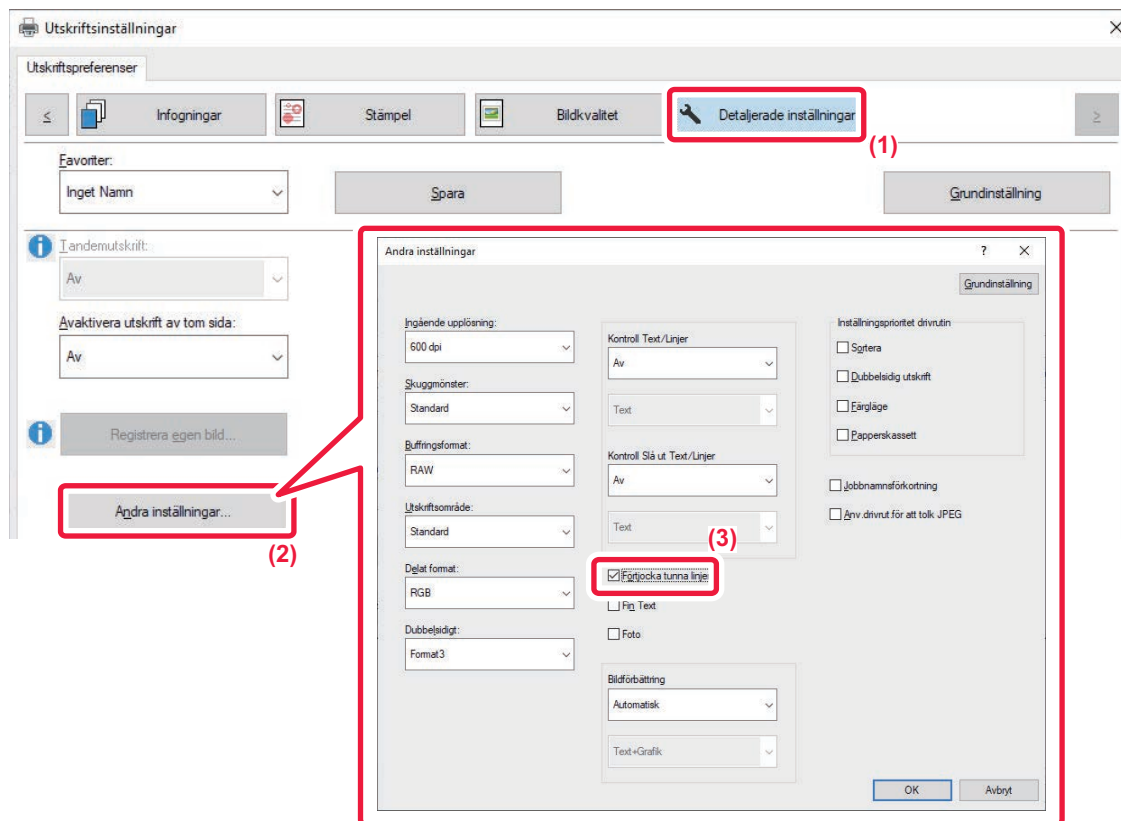 Utskriftsinställningar
Utskriftspreferenser
<
Infogningar
Stämpel
Bildkvalitet
Detaljerade inställningar
>
(1)
Favoriter:
Inget Namn
Spara
Grundinställning
Tandemutskrift:
Av
Avaktivera utskrift av tom sida:
Av
Registrera egen bild...
Andra inställningar...
(2)
Andra inställningar
?
Grundinställning
Ingående upplösning:
600 dpi
Skuggmönster:
Standard
Buffringsformat:
RAW
Utskriftsområde:
Standard
Delat format:
RGB
Dubbelsidigt:
Format3
Kontroll Text/Linjer
Av
Text
Kontroll Slå ut Text/Linjer
Av
Text
(3)
Förtjocka tunna linje
Fin Text
Foto
Bildförbättring
Automatisk
Text+Grafik
Inställningsprioritet drivrutin
Sortera
Dubbelsidig utskrift
Färgläge
Papperskassett
Jobbnamnsförkortning
Anv.drivrut.för att tolk JPEG
OK
Avbryt